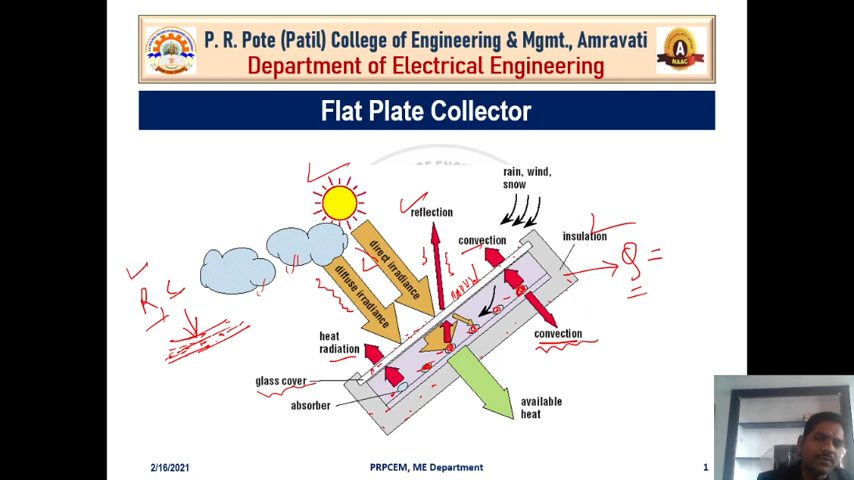 P. R. Pote (Patil) College of Engineering & Mgmt., Amravati
Department of Electrical Engineering
A
NAAC
Flat Plate Collector
rain, wind,
snow
reflection
insulation
convection
direct irradiance
diffuse irradiance
Q =
heat
radiation
convection
glass cover
absorber
available
heat
2/16/2021
PRPCEM, ME Department
1